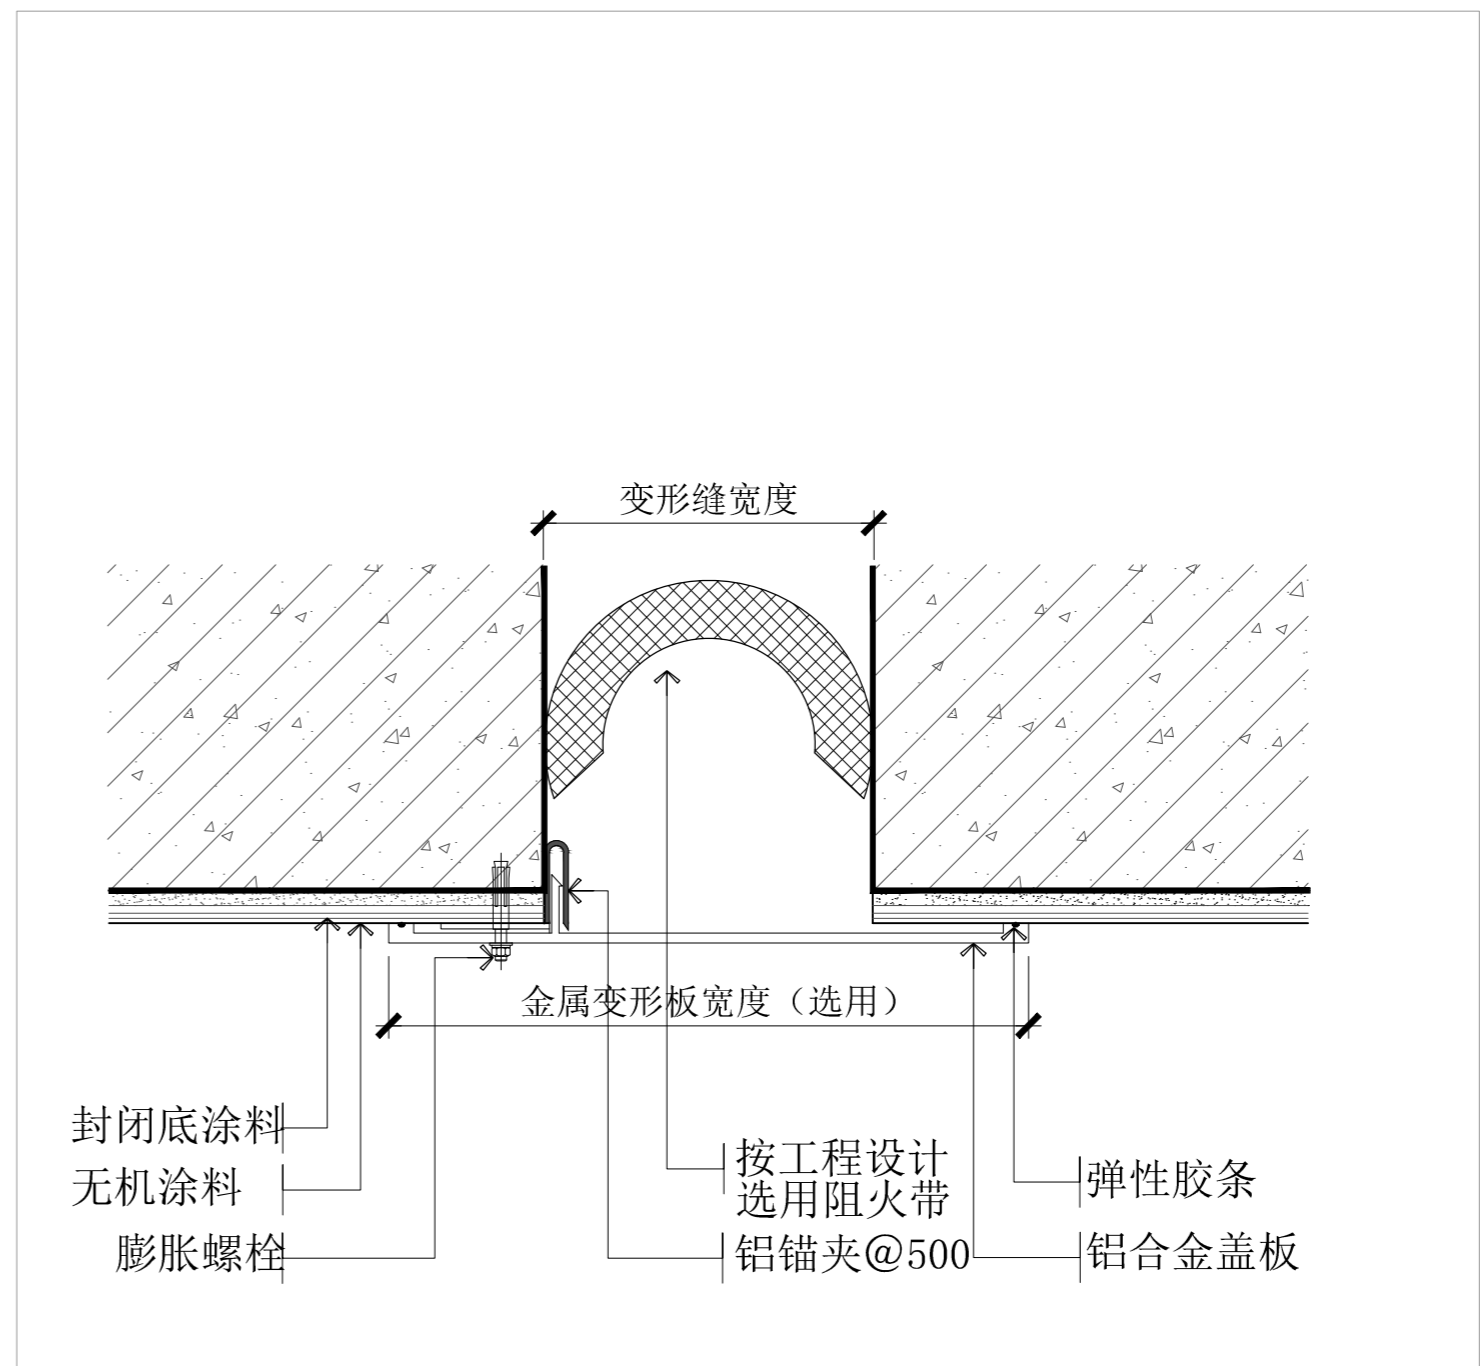 变形缝宽度
金属变形板宽度（选用）
封闭底涂料
无机涂料
膨胀螺栓
按工程设计
选用阻火带
铝锚夹@500
弹性胶条
铝合金盖板